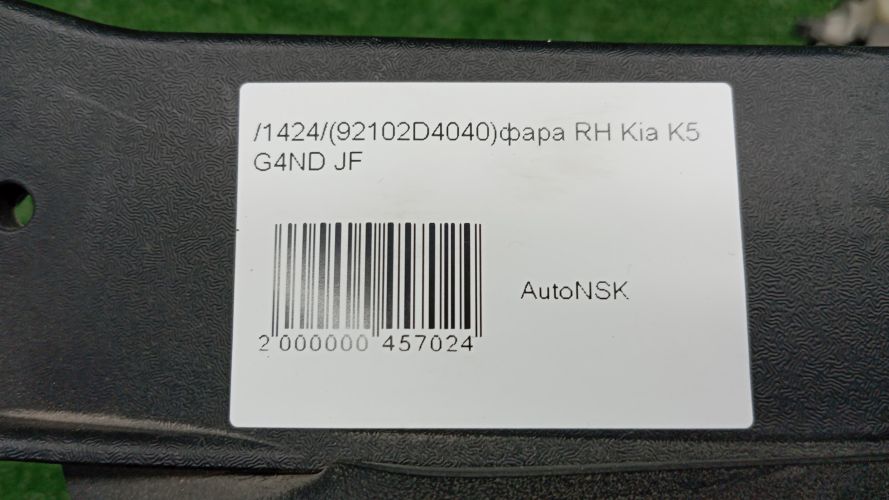 /1424/(92102D4040)фара RH Kia K5
G4ND JF
AutoNSK
2 000000 457024